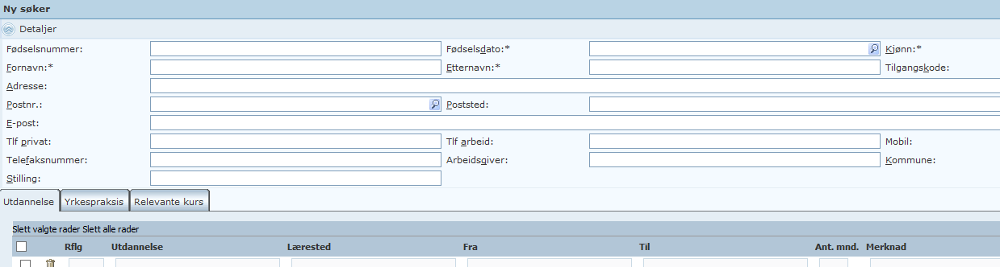 Ny søker
Detaljer
Fødselsnummer: Fødselsdato:* Kjønn:*
Fornavn:* Etternavn:* Tilgangskode:
Adresse:
Postnr.: Poststed:
E-post:
Tlf privat: Tlf arbeid: Mobil:
Telefaksnummer: Arbeidsgiver: Kommune:
Stilling:
Utdannelse Yrkespraksis Relevante kurs
Slett valgte rader Slett alle rader
Rflg Utdannelse Lærested Fra Til Ant. mnd. Merknad